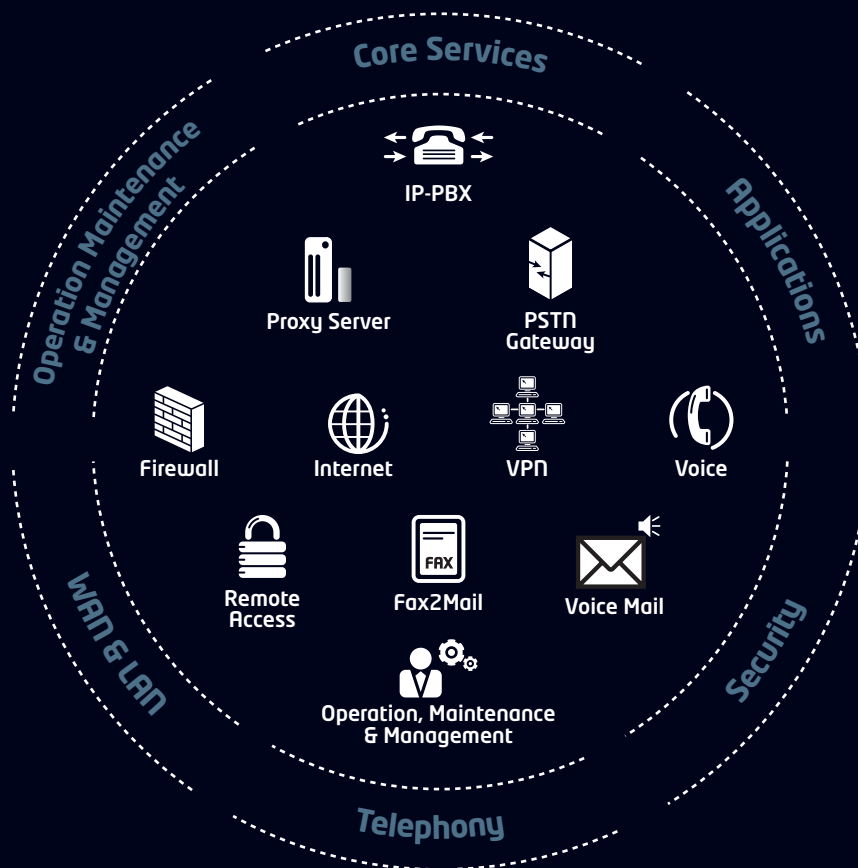 Core Services
Operation Maintenance
& Management
Applications
IP-PBX
Proxy Server
PSTN
Gateway
Firewall
Internet
VPN
Voice
Remote
Access
FAX
Fax2Mail
Voice Mail
WAN & LAN
Security
Operation, Maintenance
& Management
Telephony